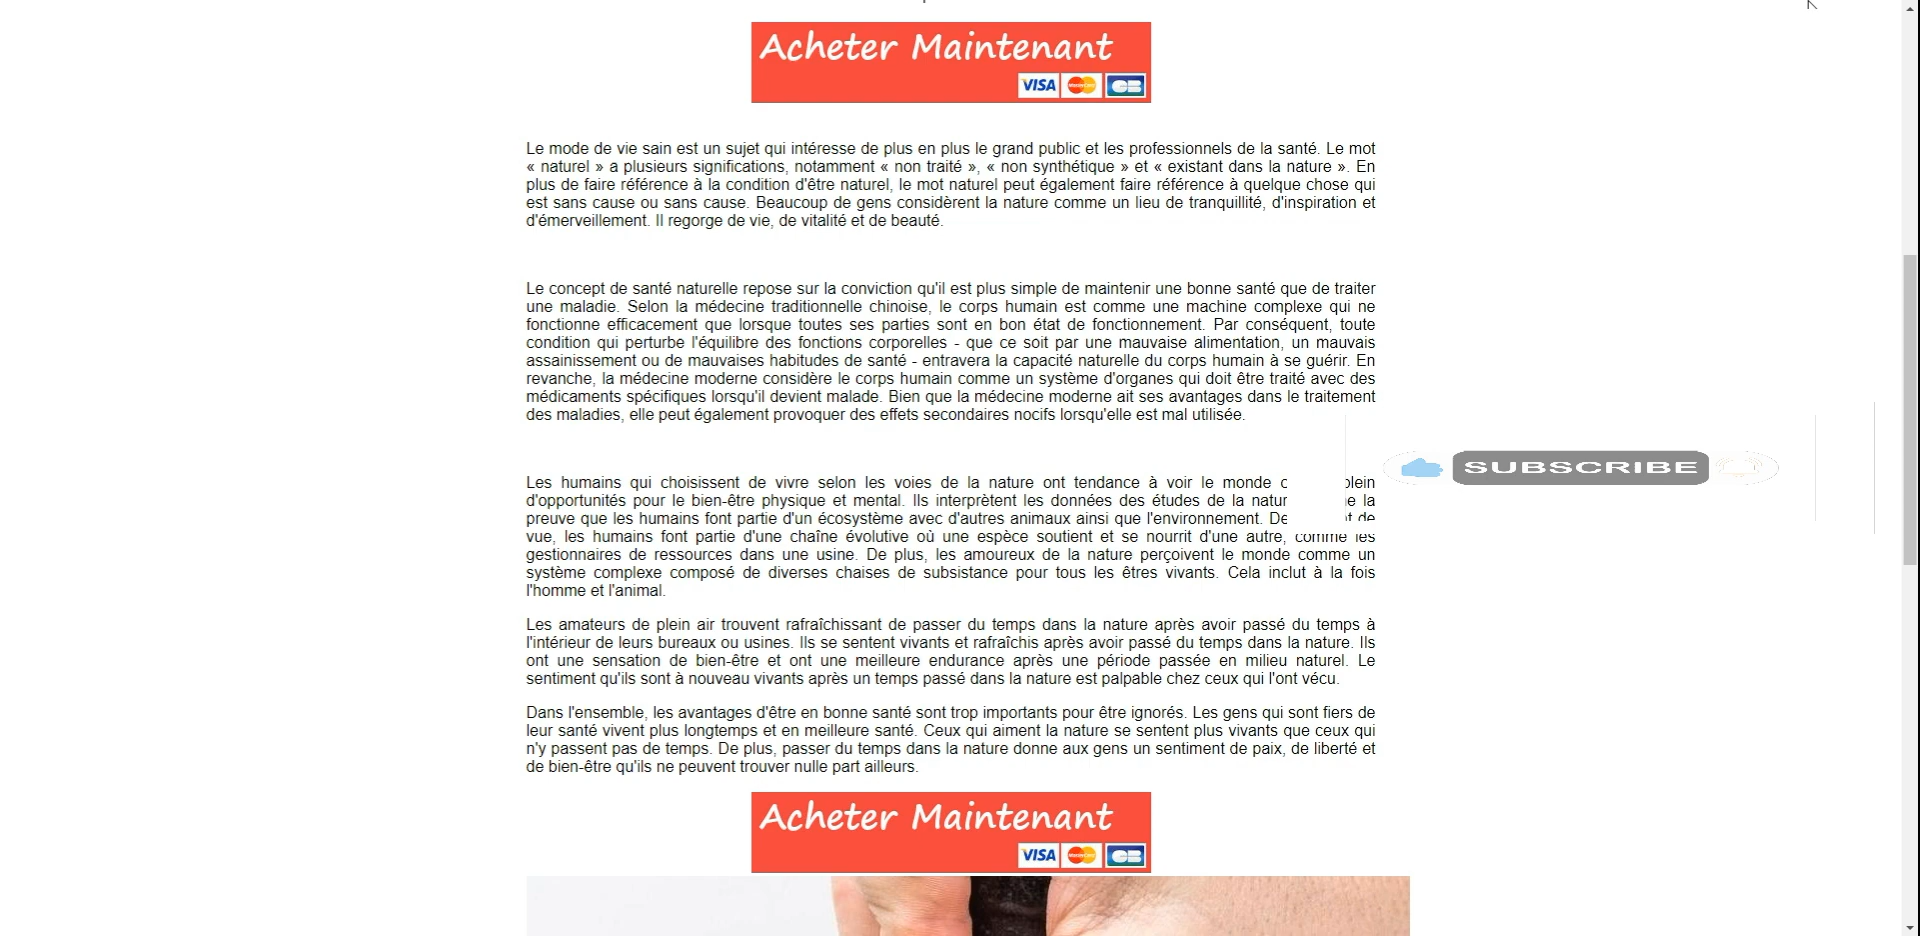 Acheter Maintenant
VISA
Le mode de vie sain est un sujet qui intéresse de plus en plus le grand public et les professionnels de la santé. Le mot
« naturel » a plusieurs significations, notamment « non traité », « non synthétique » et « existant dans la nature ». En
plus de faire référence à la condition d'être naturel, le mot naturel peut également faire référence à quelque chose qui
est sans cause ou sans cause. Beaucoup de gens considèrent la nature comme un lieu de tranquillité, d'inspiration et
d'émerveillement. Il regorge de vie, de vitalité et de beauté.
Le concept de santé naturelle repose sur la conviction qu'il est plus simple de maintenir une bonne santé que de traiter
une maladie. Selon la médecine traditionnelle chinoise, le corps humain est comme une machine complexe qui ne
fonctionne efficacement que lorsque toutes ses parties sont en bon état de fonctionnement. Par conséquent, toute
condition qui perturbe l'équilibre des fonctions corporelles - que ce soit par une mauvaise alimentation, un mauvais
assainissement ou de mauvaises habitudes de santé - entravera la capacité naturelle du corps humain à se guérir. En
revanche, la médecine moderne considère le corps humain comme un système d'organes qui doit être traité avec des
médicaments spécifiques lorsqu'il devient malade. Bien que la médecine moderne ait ses avantages dans le traitement
des maladies, elle peut également provoquer des effets secondaires nocifs lorsqu'elle est mal utilisée.
SUBSCRIBE
Les humains qui choisissent de vivre selon les voies de la nature ont tendance à voir le monde plein
d'opportunités pour le bien-être physique et mental. Ils interprètent les données des études de la la
preuve que les humains font partie d'un écosystème avec d'autres animaux ainsi que l'environnement. de
vue, les humains font partie d'une chaîne évolutive où une espèce soutient et se nourrit d'une autre, comme les
gestionnaires de ressources dans une usine. De plus, les amoureux de la nature perçoivent le monde comme un
système complexe composé de diverses chaises de subsistance pour tous les êtres vivants. Cela inclut à la fois
l'homme et l'animal.
Les amateurs de plein air trouvent rafraîchissant de passer du temps dans la nature après avoir passé du temps à
l'intérieur de leurs bureaux ou usines. Ils se sentent vivants et rafraîchis après avoir passé du temps dans la nature. Ils
ont une sensation de bien-être et ont une meilleure endurance après une période passée en milieu naturel. Le
sentiment qu'ils sont à nouveau vivants après un temps passé dans la nature est palpable chez ceux qui l'ont vécu.
Dans l'ensemble, les avantages d'être en bonne santé sont trop importants pour être ignorés. Les gens qui sont fiers de
leur santé vivent plus longtemps et en meilleure santé. Ceux qui aiment la nature se sentent plus vivants que ceux qui
n'y passent pas de temps. De plus, passer du temps dans la nature donne aux gens un sentiment de paix, de liberté et
de bien-être qu'ils ne peuvent trouver nulle part ailleurs.
Acheter Maintenant
VISA